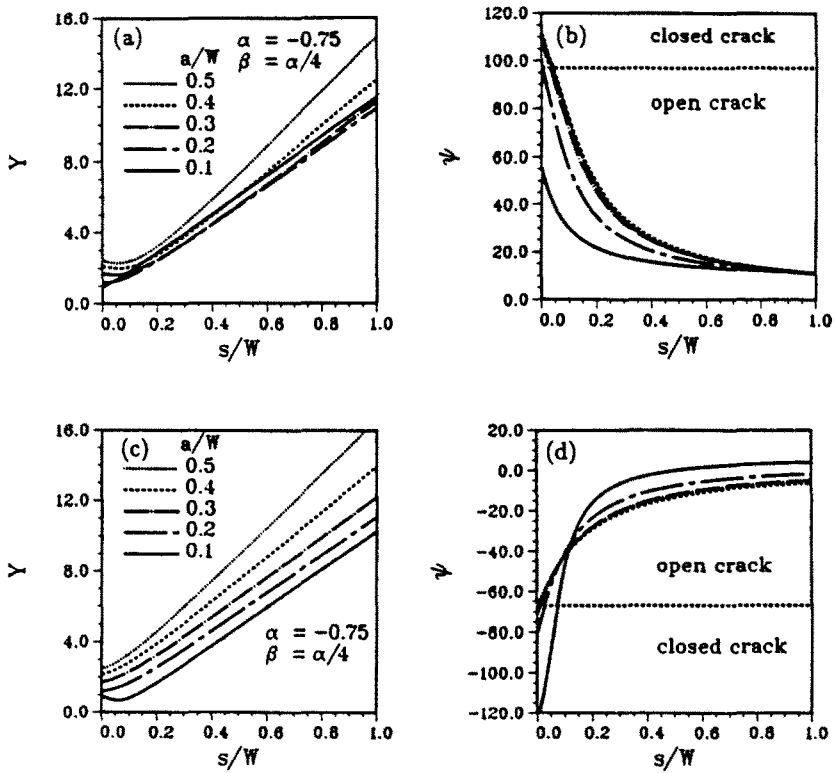 (a)
a/W
0.5
0.4
0.3
0.2
0.1
α = −0.75
β = α/4
16.0
12.0
8.0
4.0
0.0
Y
0.0 0.2 0.4 0.6 0.8 1.0
s/W
(b)
closed crack
open crack
120.0
100.0
80.0
60.0
40.0
20.0
0.0
ψ
0.0 0.2 0.4 0.6 0.8 1.0
s/W
(c)
a/W
0.5
0.4
0.3
0.2
0.1
α = −0.75
β = α/4
16.0
12.0
8.0
4.0
0.0
Y
0.0 0.2 0.4 0.6 0.8 1.0
s/W
(d)
open crack
closed crack
20.0
0.0
−20.0
−40.0
−60.0
−80.0
−100.0
−120.0
ψ
0.0 0.2 0.4 0.6 0.8 1.0
s/W